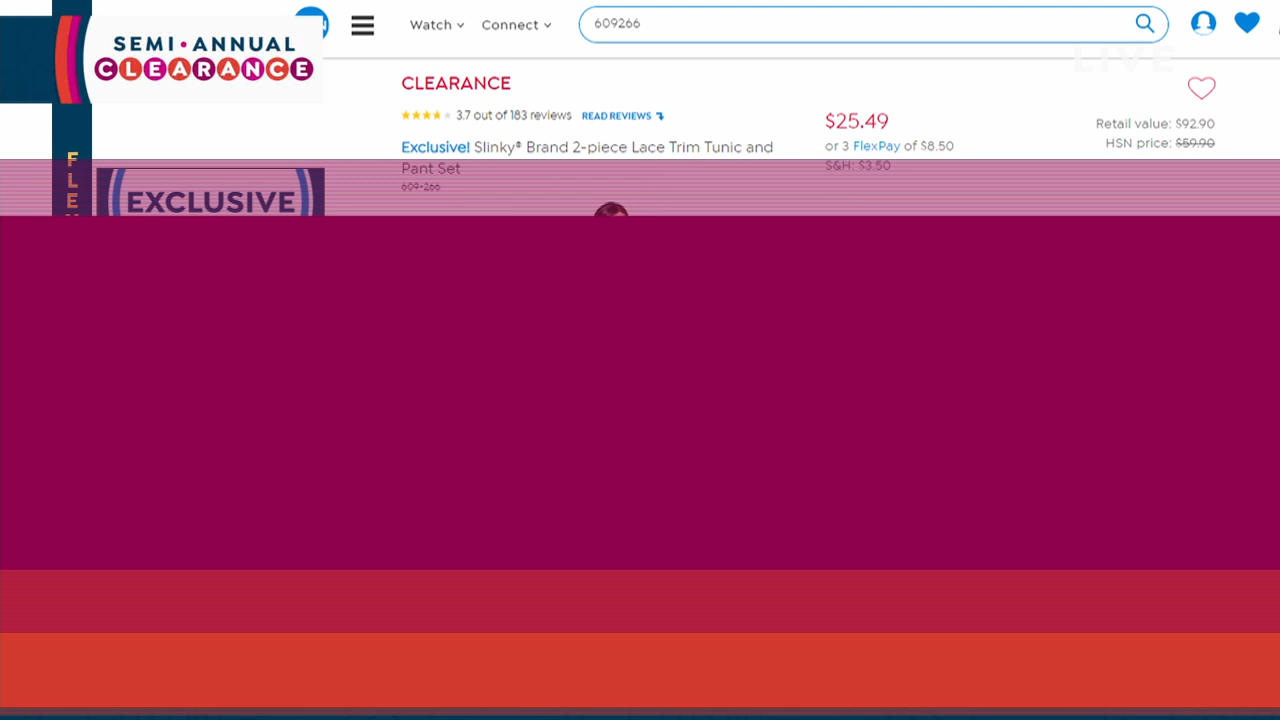 SEMI • ANNUAL
CLEARANCE
Watch
Connect
609266
LIVE
CLEARANCE
3.7 out of 183 reviews READ REVIEWS
Exclusive! Slinky® Brand 2-piece Lace Trim Tunic and
Pant Set
609-266
$25.49
or 3 FlexPay of $8.50
S&H: $3.50
Retail value: $92.90
HSN price: $59.90
F
L
E
EXCLUSIVE